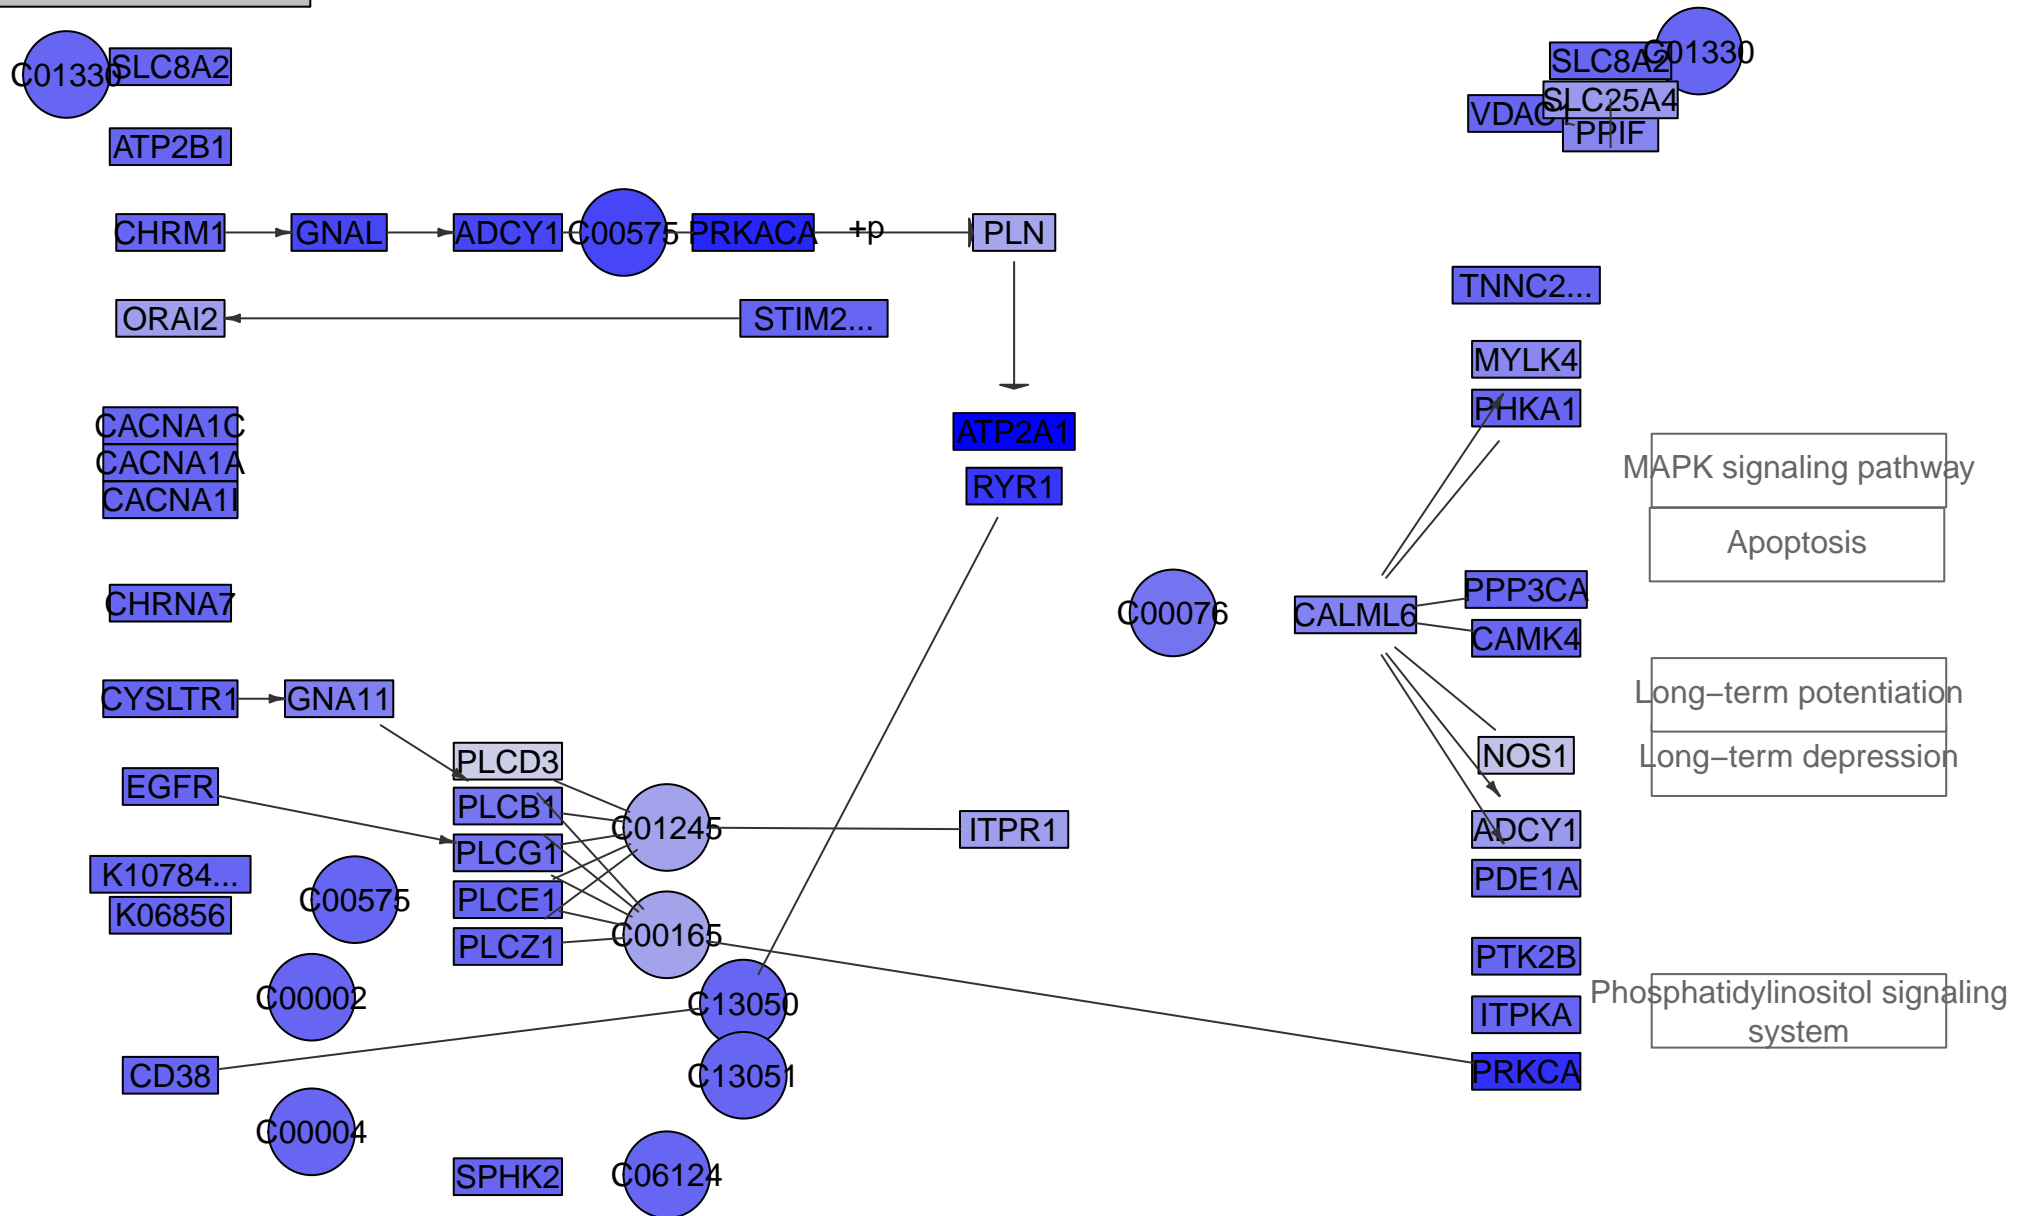 C01330
SLC8A2
SLC8A2
C01330
SLC25A4
VDAC1
PPIF
ATP2B1
CHRM1
GNAL
ADCY1
C00575
PRKACA
+p
PLN
TNNC2...
ORAI2
STIM2...
MYLK4
PHKA1
CACNA1C
CACNA1A
CACNA1I
ATP2A1
RYR1
MAPK signaling pathway
Apoptosis
CHRNA7
C00076
CALML6
PPP3CA
CAMK4
CYSLTR1
GNA11
Long–term potentiation
Long–term depression
NOS1
PLCD3
EGFR
PLCB1
C01245
ITPR1
ADCY1
PLCG1
K10784...
K06856
C00575
PLCE1
PDE1A
PLCZ1
C00165
PTK2B
C00002
C13050
ITPKA
Phosphatidylinositol signaling
system
CD38
C13051
PRKCA
C00004
SPHK2
C06124